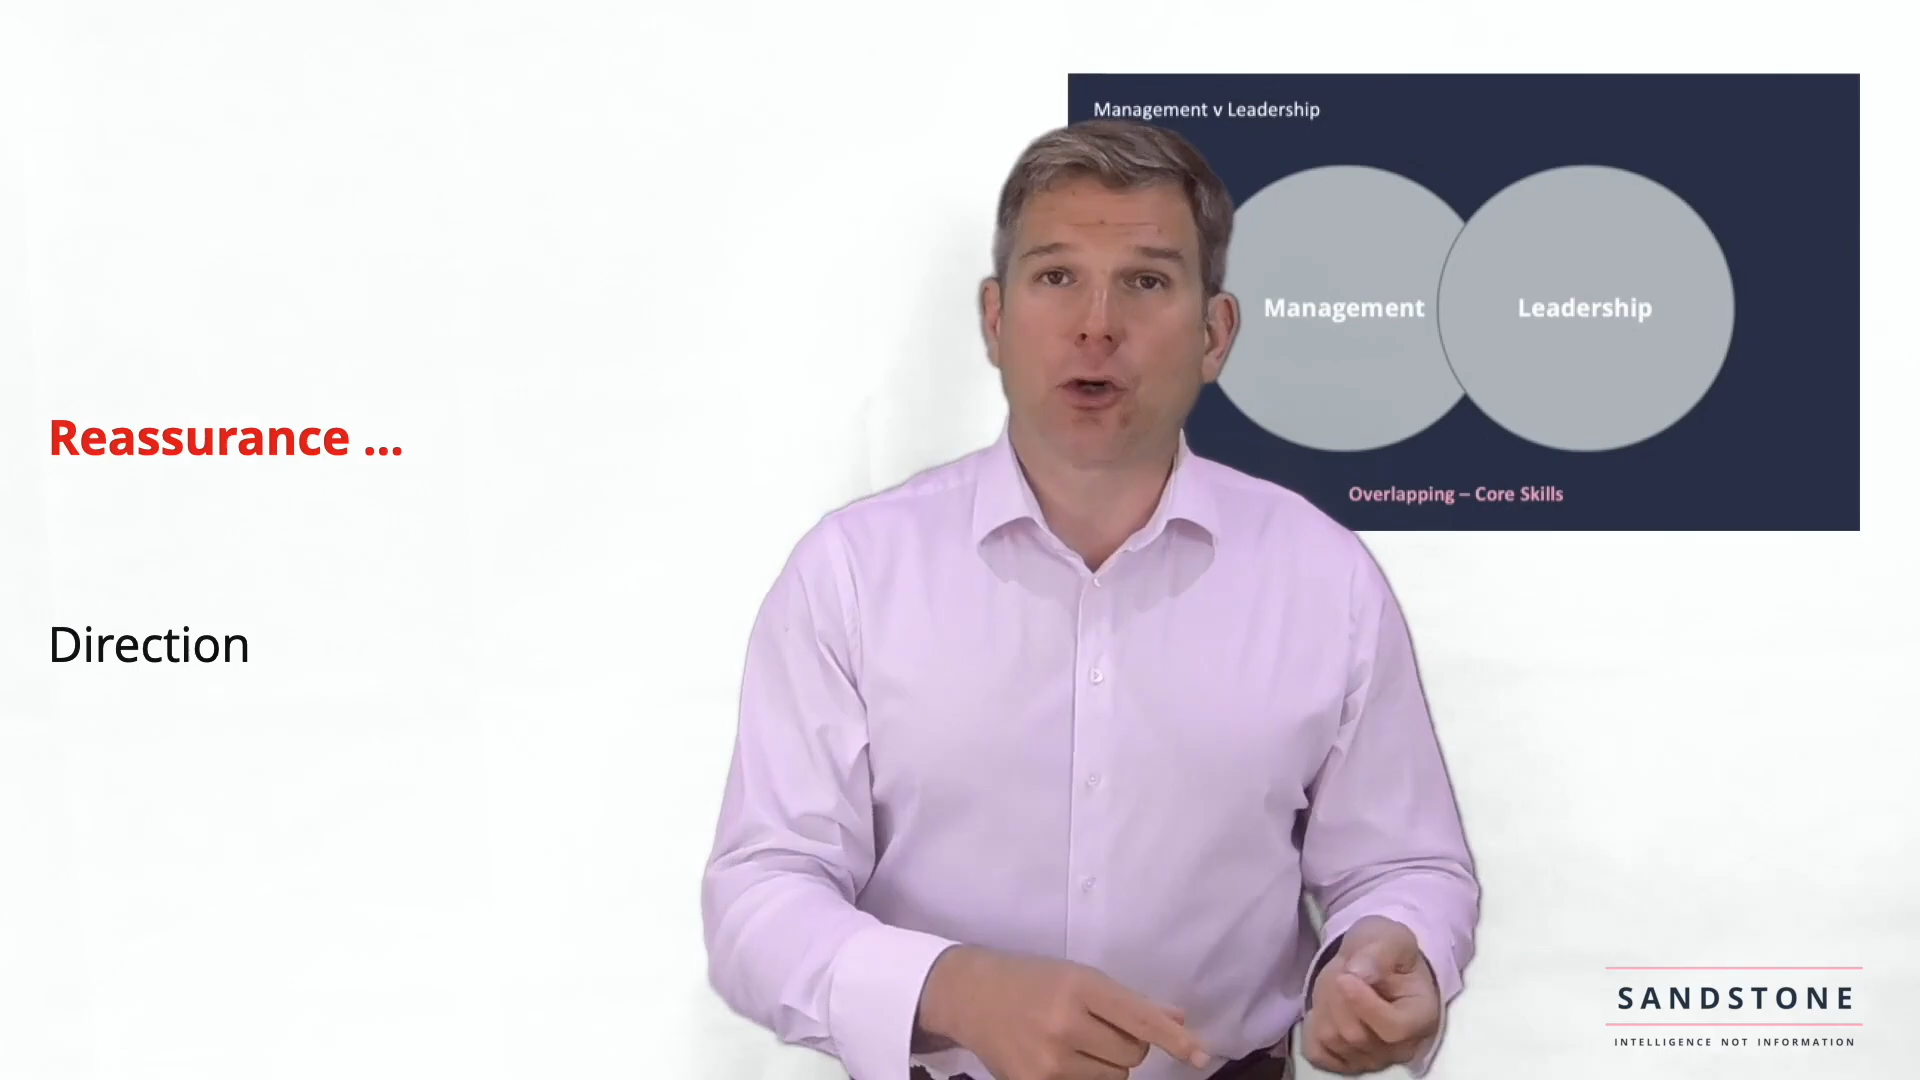 Management v Leadership
Management
Leadership
Overlapping – Core Skills
Reassurance ...
Direction
SANDSTONE
INTELLIGENCE NOT INFORMATION